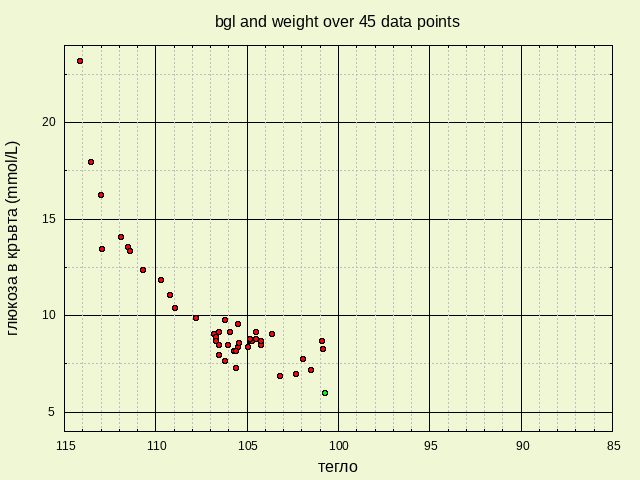 bgl and weight over 45 data points
глюкоза в кръвта (mmol/L)
20
15
10
5
115 110 105 100 95 90 85
тегло